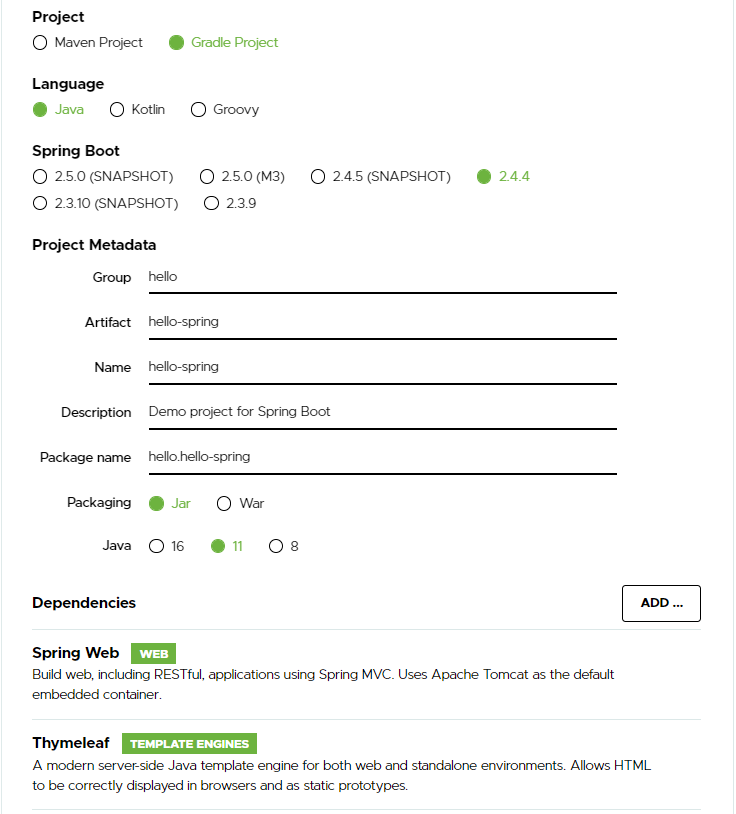 Project
Maven Project Gradle Project
Language
Java Kotlin Groovy
Spring Boot
2.5.0 (SNAPSHOT) 2.5.0 (M3) 2.4.5 (SNAPSHOT) 2.4.4
2.3.10 (SNAPSHOT) 2.3.9
Project Metadata
Group hello
Artifact hello-spring
Name hello-spring
Description Demo project for Spring Boot
Package name hello.hello-spring
Packaging Jar War
Java 16 11 8
Dependencies ADD ...
Spring Web WEB
Build web, including RESTful, applications using Spring MVC. Uses Apache Tomcat as the default
embedded container.
Thymeleaf TEMPLATE ENGINES
A modern server-side Java template engine for both web and standalone environments. Allows HTML
to be correctly displayed in browsers and as static prototypes.